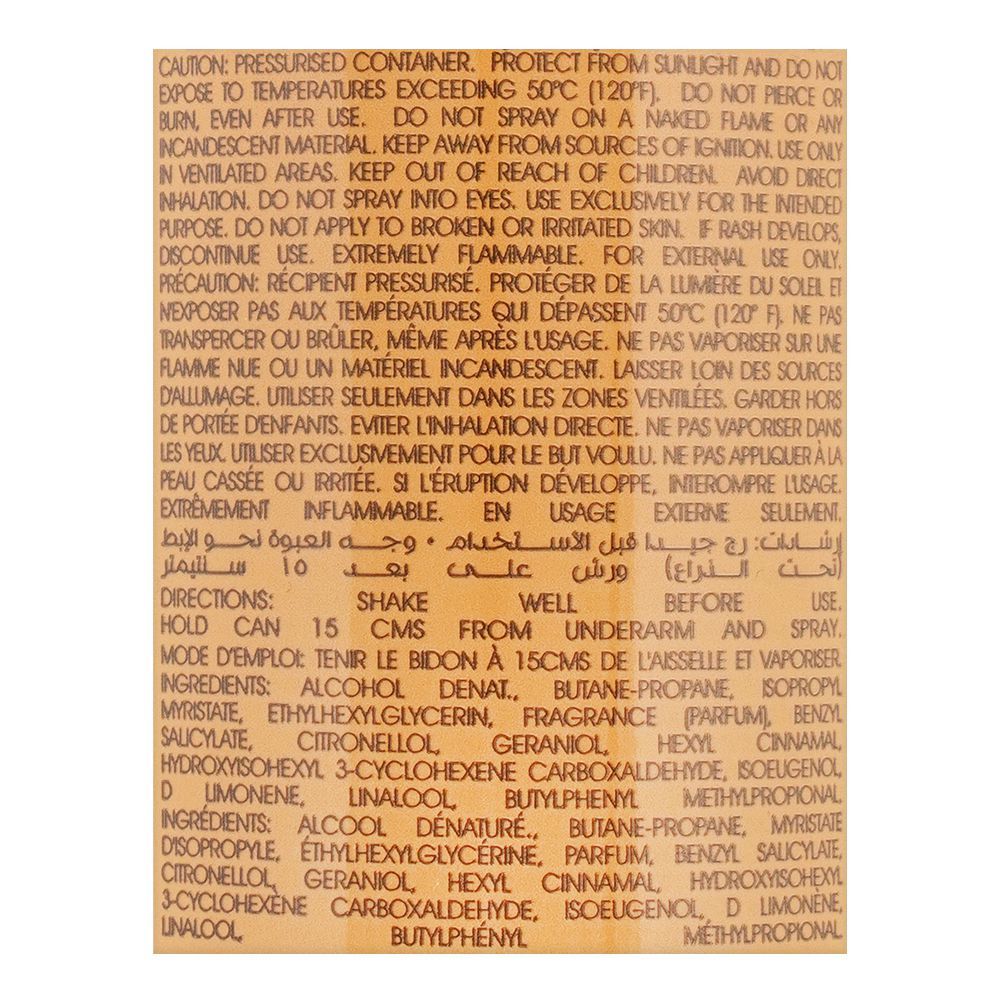 CAUTION: PRESSURISED CONTAINER. PROTECT FROM SUNLIGHT AND DO NOT
EXPOSE TO TEMPERATURES EXCEEDING 50°C (120°F). DO NOT PIERCE OR
BURN, EVEN AFTER USE. DO NOT SPRAY ON A NAKED FLAME OR ANY
INCANDESCENT MATERIAL. KEEP AWAY FROM SOURCES OF IGNITION. USE ONLY
IN VENTILATED AREAS. KEEP OUT OF REACH OF CHILDREN. AVOID DIRECT
INHALATION. DO NOT SPRAY INTO EYES. USE EXCLUSIVELY FOR THE INTENDED
PURPOSE. DO NOT APPLY TO BROKEN OR IRRITATED SKIN. IF RASH DEVELOPS,
DISCONTINUE USE. EXTREMELY FLAMMABLE. FOR EXTERNAL USE ONLY.
PRÉCAUTION: RÉCIPIENT PRESSURISÉ. PROTÉGER DE LA LUMIÈRE DU SOLEIL ET
N'EXPOSER PAS AUX TEMPÉRATURES QUI DÉPASSENT 50°C (120° F). NE PAS
TRANSPERCER OU BRÛLER, MÊME APRÈS L'USAGE. NE PAS VAPORISER SUR UNE
FLAMME NUE OU UN MATÉRIEL INCANDESCENT. LAISSER LOIN DES SOURCES
D'ALLUMAGE. UTILISER SEULEMENT DANS LES ZONES VENTILÉES. GARDER HORS
DE PORTÉE D'ENFANTS. EVITER L'INHALATION DIRECTE. NE PAS VAPORISER DANS
LES YEUX. UTILISER EXCLUSIVEMENT POUR LE BUT VOULU. NE PAS APPLIQUER À LA
PEAU CASSÉE OU IRRITÉE. SI L'ÉRUPTION DÉVELOPPE, INTEROMPRE L'USAGE.
EXTRÊMEMENT INFLAMMABLE. EN USAGE EXTERNE SEULEMENT.
إرشادات: رج جيدا قبل الأستخدام • وجه العبوة نحو الإبط
(تحت الذراع) ورش على بعد ١٥ سنتيمتر
DIRECTIONS: SHAKE WELL BEFORE USE.
HOLD CAN 15 CMS FROM UNDERARM AND SPRAY.
MODE D'EMPLOI: TENIR LE BIDON À 15CMS DE L'AISSELLE ET VAPORISER.
INGREDIENTS: ALCOHOL DENAT., BUTANE-PROPANE, ISOPROPYL
MYRISTATE, ETHYLHEXYLGLYCERIN, FRAGRANCE (PARFUM), BENZYL
SALICYLATE, CITRONELLOL, GERANIOL, HEXYL CINNAMAL,
HYDROXYISOHEXYL 3-CYCLOHEXENE CARBOXALDEHYDE, ISOEUGENOL,
D LIMONENE, LINALOOL, BUTYLPHENYL METHYLPROPIONAL.
INGRÉDIENTS: ALCOOL DÉNATURÉ., BUTANE-PROPANE, MYRISTATE
D'ISOPROPYLE, ÉTHYLHEXYLGLYCÉRINE, PARFUM, BENZYL SALICYLATE,
CITRONELLOL, GERANIOL, HEXYL CINNAMAL, HYDROXYISOHEXYL
3-CYCLOHEXÈNE CARBOXALDEHYDE, ISOEUGENOL, D LIMONÈNE,
LINALOOL, BUTYLPHÉNYL MÉTHYLPROPIONAL.